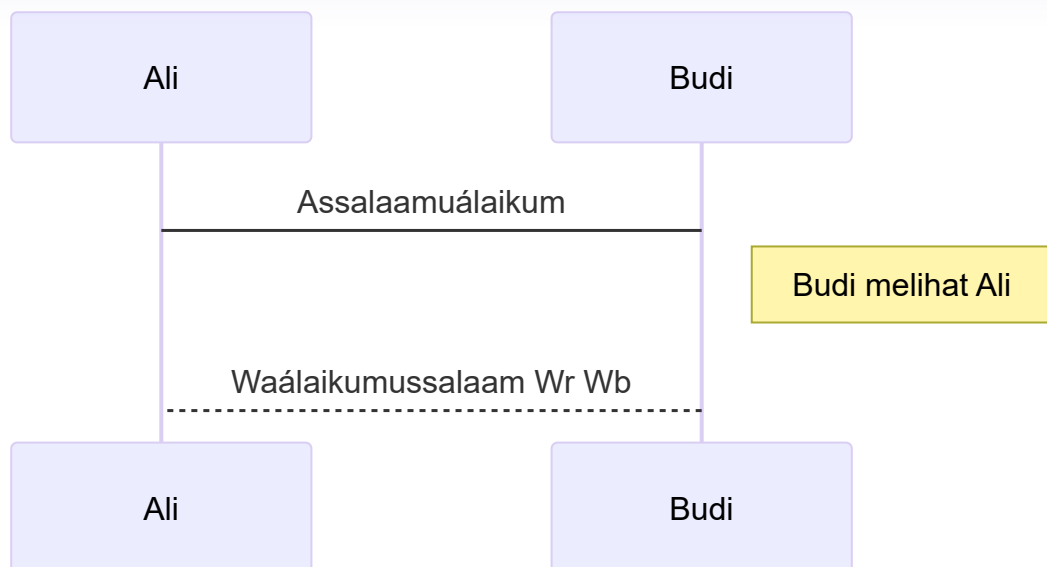 Ali
Budi
Assalaamuálaikum
Budi melihat Ali
Waálaikumussalaam Wr Wb
Ali
Budi